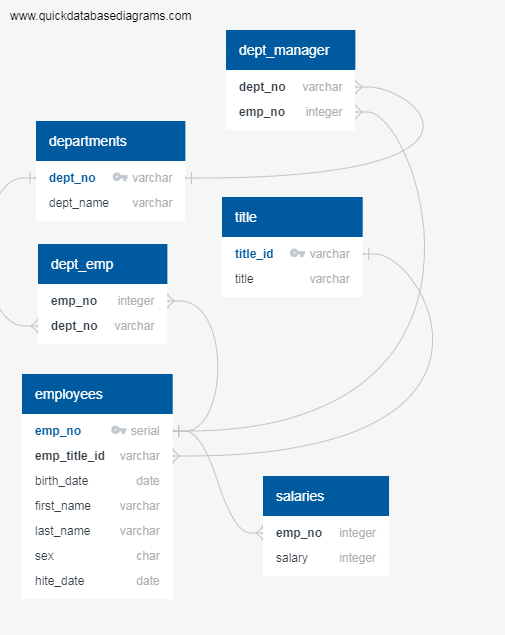 www.quickdatabasediagrams.com
dept_manager
dept_no varchar
emp_no integer
departments
dept_no varchar
dept_name varchar
title
title_id varchar
title varchar
dept_emp
emp_no integer
dept_no varchar
employees
emp_no serial
emp_title_id varchar
birth_date date
first_name varchar
last_name varchar
sex char
hite_date date
salaries
emp_no integer
salary integer